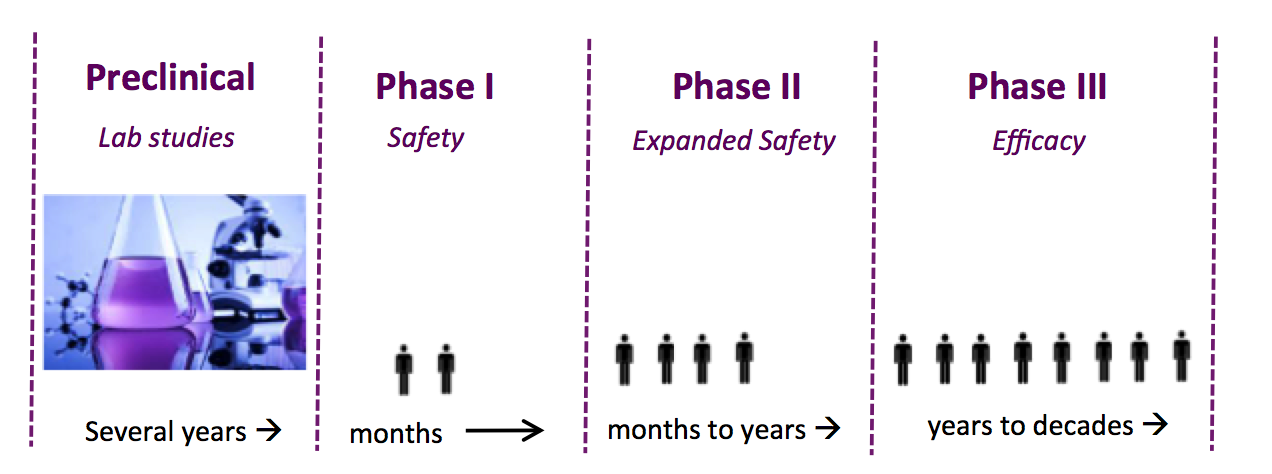 Preclinical
Lab studies
Several years →
Phase I
Safety
months →
Phase II
Expanded Safety
months to years →
Phase III
Efficacy
years to decades →